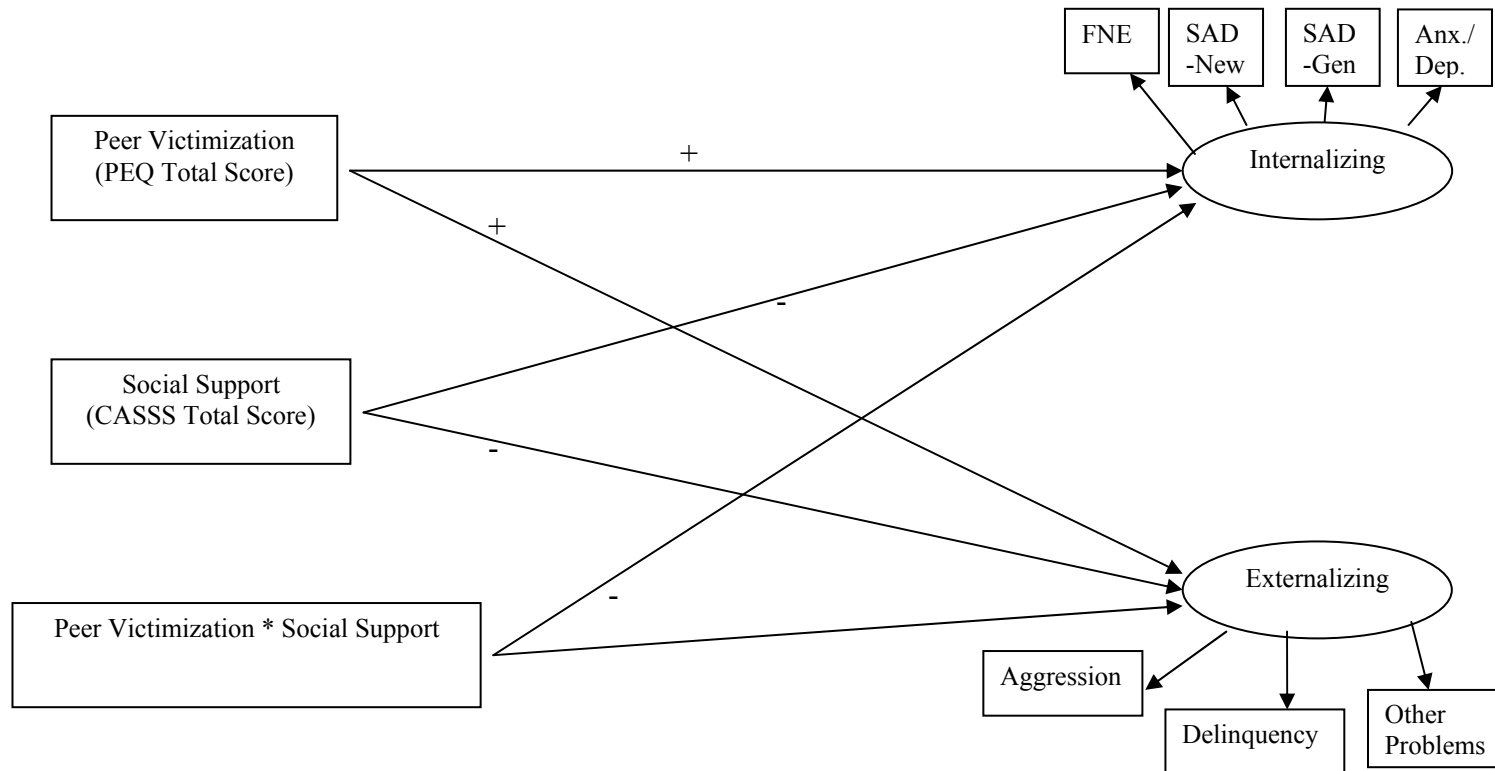 FNE
SAD
-New
SAD
-Gen
Anx./
Dep.
Peer Victimization
(PEQ Total Score)
+
Internalizing
+
-
Social Support
(CASSS Total Score)
-
Externalizing
-
Peer Victimization * Social Support
Aggression
Delinquency
Other
Problems